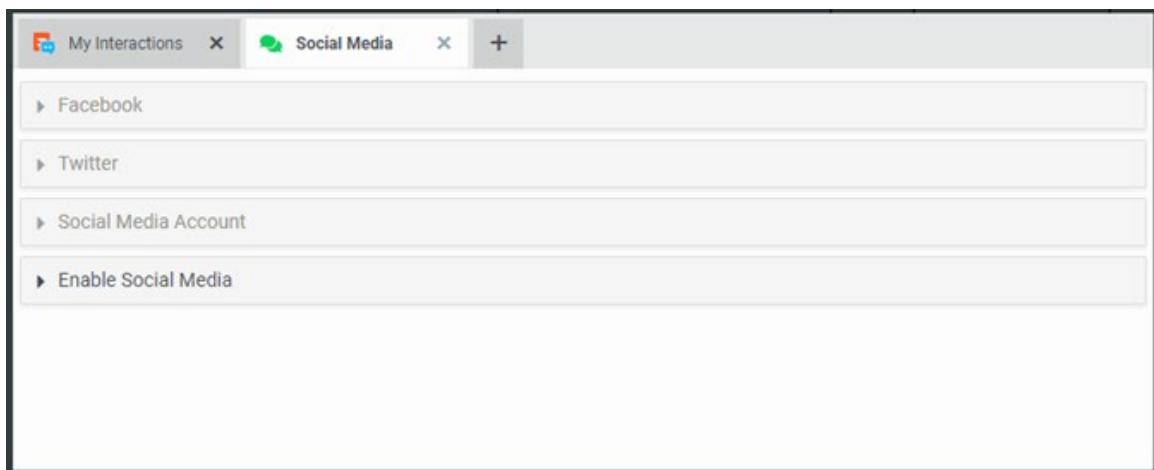 My Interactions × Social Media × +
Facebook
Twitter
Social Media Account
Enable Social Media